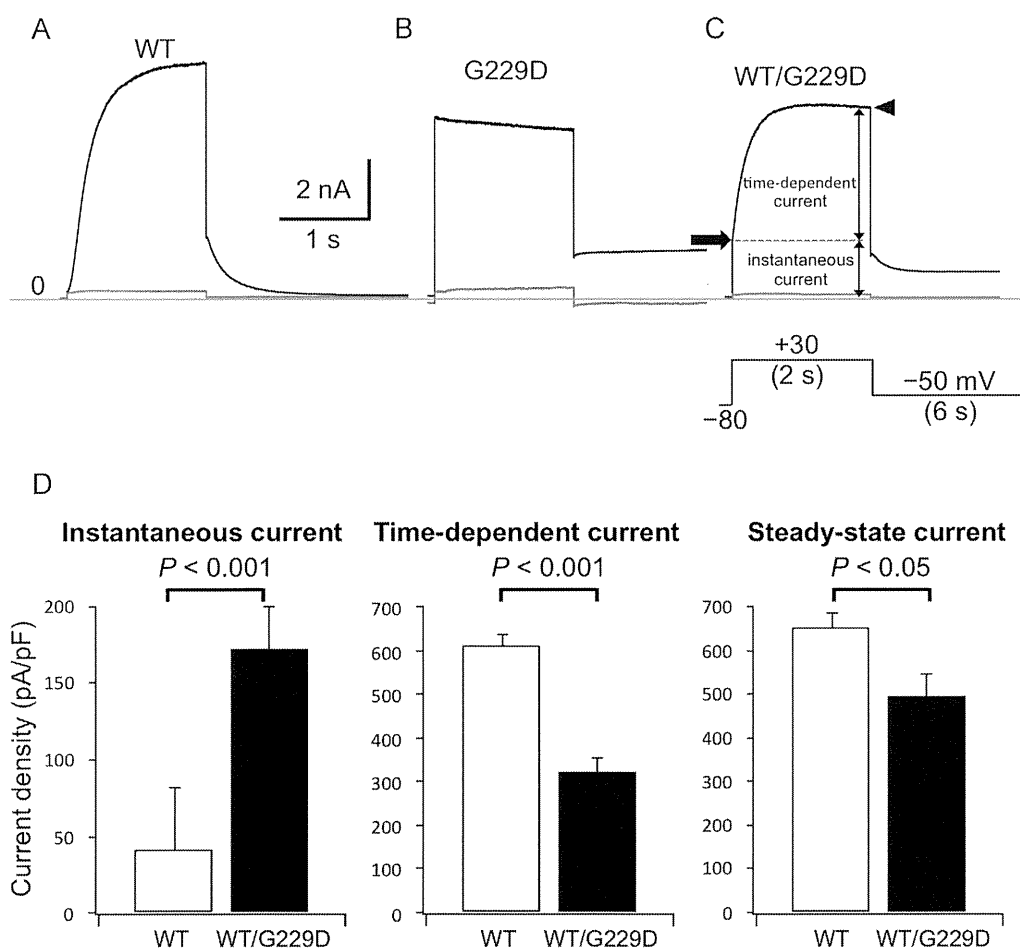 A
B
C
WT
G229D
WT/G229D
2 nA
1 s
time-dependent
current
instantaneous
current
0
+30
(2 s)
−50 mV
(6 s)
−80
D
Instantaneous current
P < 0.001
Time-dependent current
P < 0.001
Steady-state current
P < 0.05
Current density (pA/pF)
200
150
100
50
0
WT
WT/G229D
700
600
500
400
300
200
100
0
WT
WT/G229D
700
600
500
400
300
200
100
0
WT
WT/G229D